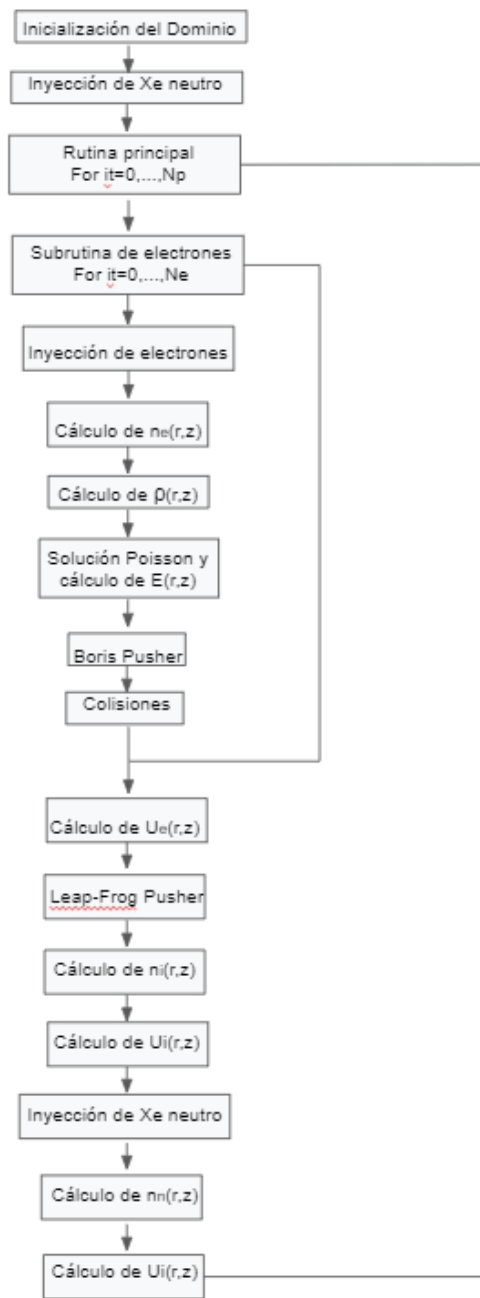 Inicialización del Dominio
Inyección de Xe neutro
Rutina principal
For it=0,...,Np
Subrutina de electrones
For it=0,...,Ne
Inyección de electrones
Cálculo de ne(r,z)
Cálculo de ρ(r,z)
Solución Poisson y
cálculo de E(r,z)
Boris Pusher
Colisiones
Cálculo de Ue(r,z)
Leap-Frog Pusher
Cálculo de ni(r,z)
Cálculo de Ui(r,z)
Inyección de Xe neutro
Cálculo de nn(r,z)
Cálculo de Ui(r,z)